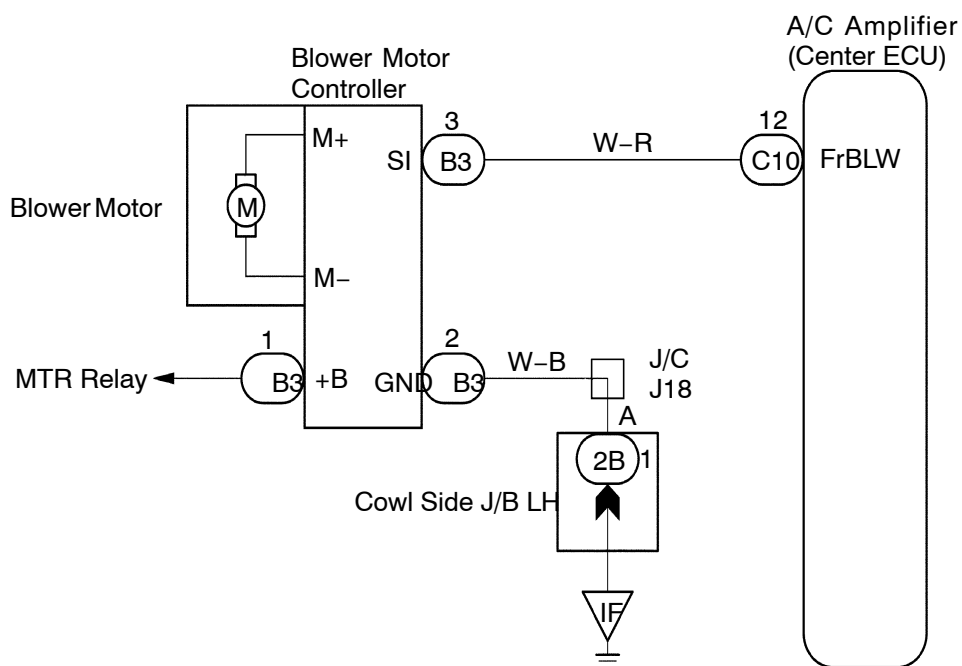 A/C Amplifier
(Center ECU)
Blower Motor
Controller
M+
3
12
SI
B3
W–R
C10
FrBLW
Blower Motor
M
M–
1
2
MTR Relay
B3
+B
GND
B3
W–B
J/C
J18
A
2B
1
Cowl Side J/B LH
IF